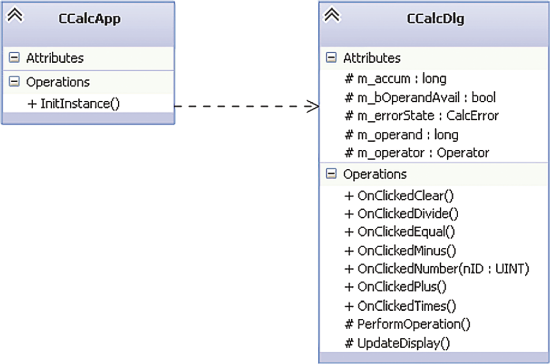 CCalcApp
Attributes
Operations
+ InitInstance()
CCalcDlg
Attributes
# m_accum : long
# m_bOperandAvail : bool
# m_errorState : CalcError
# m_operand : long
# m_operator : Operator
Operations
+ OnClickedClear()
+ OnClickedDivide()
+ OnClickedEqual()
+ OnClickedMinus()
+ OnClickedNumber(nID : UINT)
+ OnClickedPlus()
+ OnClickedTimes()
# PerformOperation()
# UpdateDisplay()